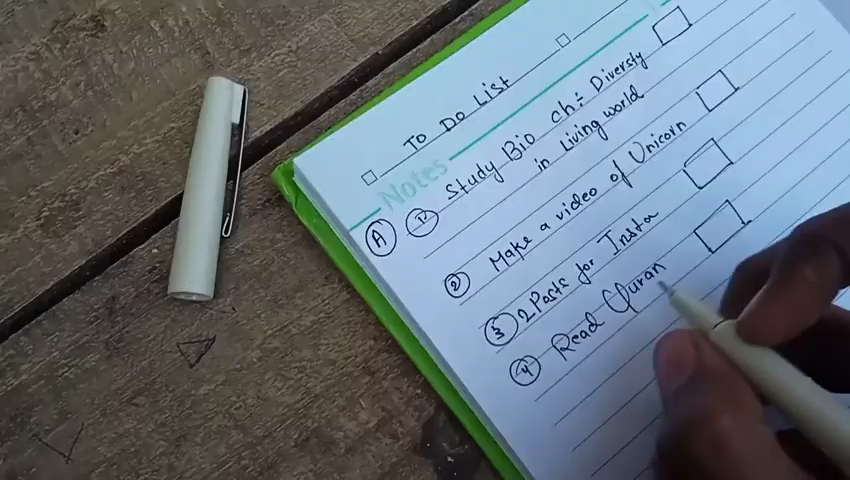 TO DO LIST
Notes
A 1 Study Bio ch:- Diversty
in Living world
2 Make a video of Unicorn
3 2 Posts for Insta
4 Read Quran